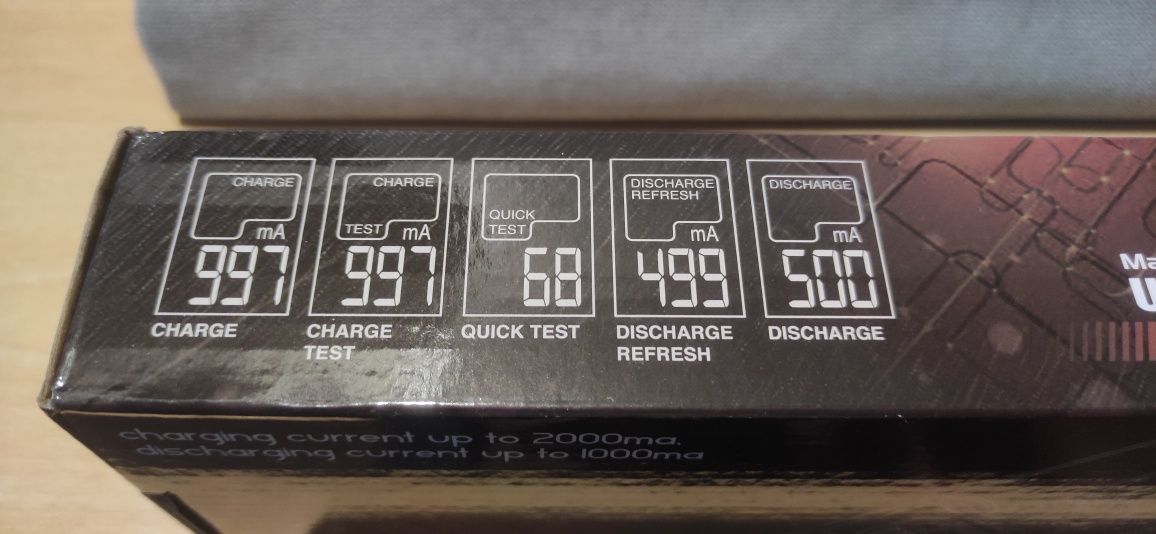 CHARGE
mA
997
CHARGE
CHARGE
TEST mA
997
CHARGE
TEST
QUICK
TEST
68
QUICK TEST
DISCHARGE
REFRESH
mA
499
DISCHARGE
REFRESH
DISCHARGE
mA
500
DISCHARGE
Ma
charging current up to 2000ma.
discharging current up to 1000ma